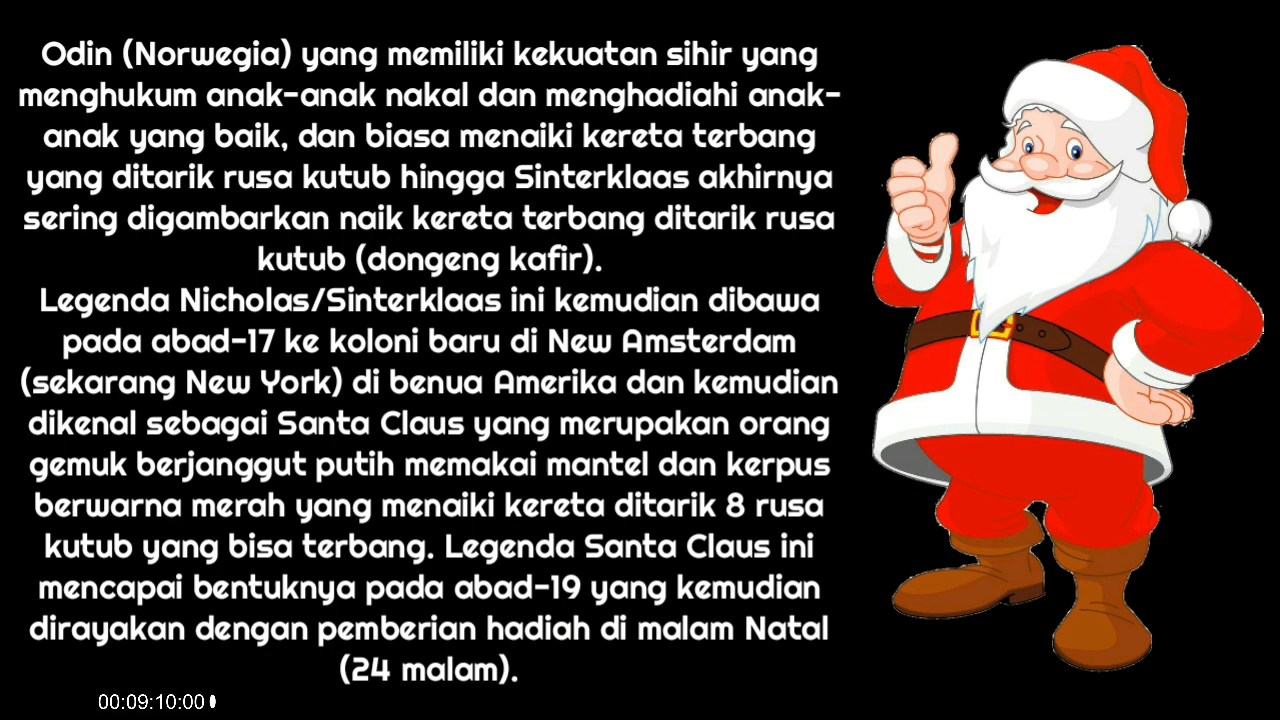 Odin (Norwegia) yang memiliki kekuatan sihir yang
menghukum anak-anak nakal dan menghadiahi anak-
anak yang baik, dan biasa menaiki kereta terbang
yang ditarik rusa kutub hingga Sinterklaas akhirnya
sering digambarkan naik kereta terbang ditarik rusa
kutub (dongeng kafir).
Legenda Nicholas/Sinterklaas ini kemudian dibawa
pada abad-17 ke koloni baru di New Amsterdam
(sekarang New York) di benua Amerika dan kemudian
dikenal sebagai Santa Claus yang merupakan orang
gemuk berjanggut putih memakai mantel dan kerpus
berwarna merah yang menaiki kereta ditarik 8 rusa
kutub yang bisa terbang. Legenda Santa Claus ini
mencapai bentuknya pada abad-19 yang kemudian
dirayakan dengan pemberian hadiah di malam Natal
(24 malam).
00:09:10:00